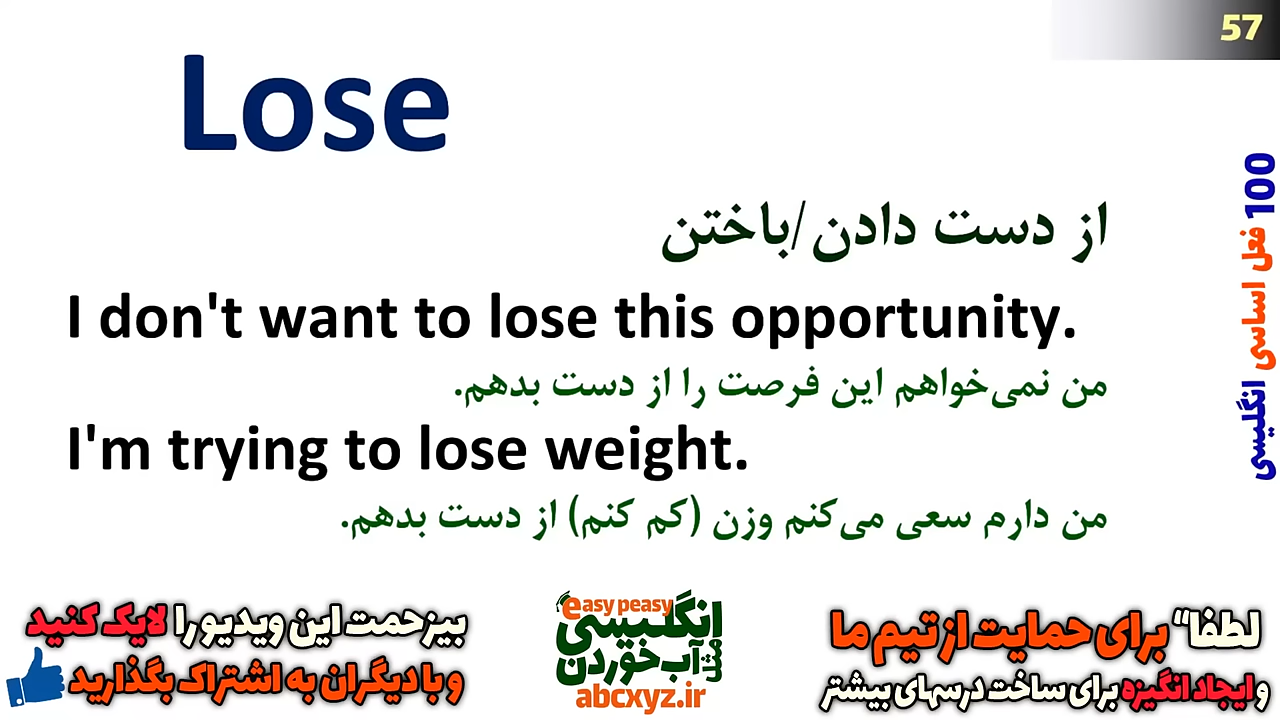 57
Lose
از دست دادن/باختن
I don't want to lose this opportunity.
من نمی‌خواهم این فرصت را از دست بدهم.
I'm trying to lose weight.
من دارم سعی می‌کنم وزن (کم کنم) از دست بدهم.
100 فعل اساسی انگلیسی
لطفا" برای حمایت از تیم ما
و ایجاد انگیزه برای ساخت درسهای بیشتر
easy peasy
انگلیسی
مثل آب خوردن
abcxyz.ir
بیزحمت این ویدیو را لایک کنید
و با دیگران به اشتراک بگذارید